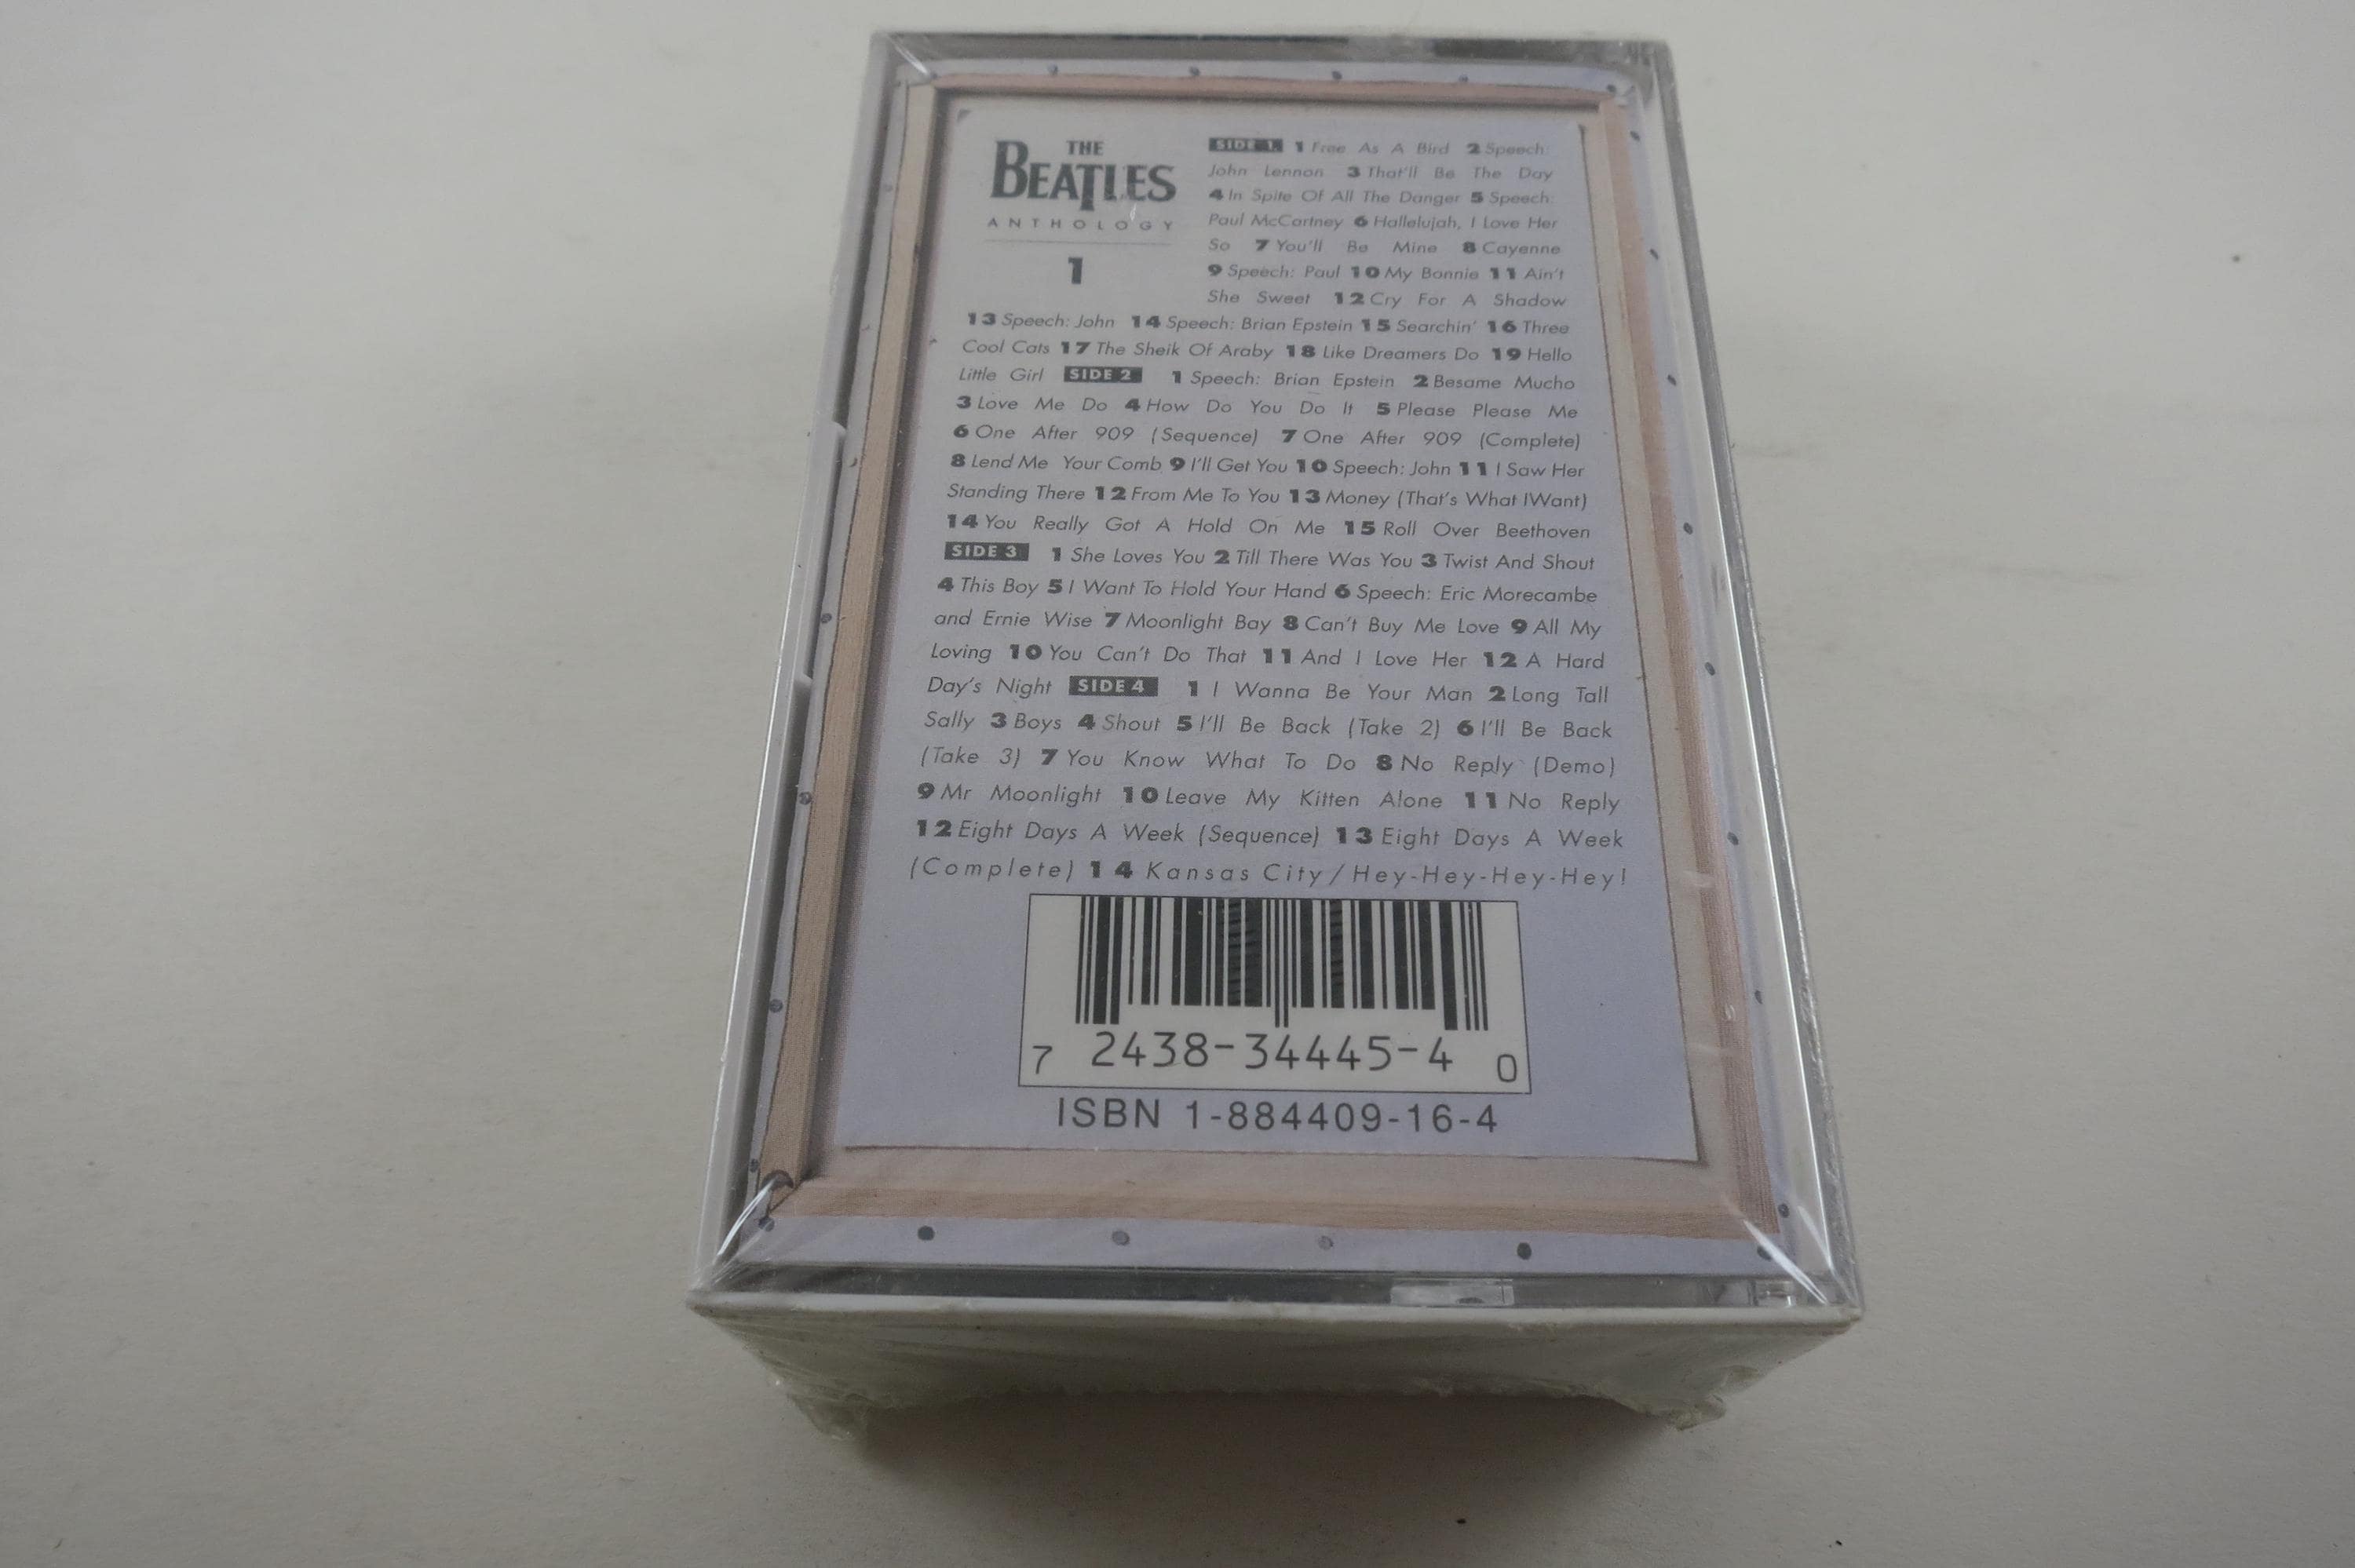 THE
BEATLES
ANTHOLOGY
1
SIDE 1 1 Free As A Bird 2 Speech:
John Lennon 3 That'll Be The Day
4 In Spite Of All The Danger 5 Speech:
Paul McCartney 6 Hallelujah, I Love Her
So 7 You'll Be Mine 8 Cayenne
9 Speech: Paul 10 My Bonnie 11 Ain't
She Sweet 12 Cry For A Shadow
13 Speech: John 14 Speech: Brian Epstein 15 Searchin' 16 Three
Cool Cats 17 The Sheik Of Araby 18 Like Dreamers Do 19 Hello
Little Girl SIDE 2 1 Speech: Brian Epstein 2 Besame Mucho
3 Love Me Do 4 How Do You Do It 5 Please Please Me
6 One After 909 (Sequence) 7 One After 909 (Complete)
8 Lend Me Your Comb 9 I'll Get You 10 Speech: John 11 I Saw Her
Standing There 12 From Me To You 13 Money (That's What IWant)
14 You Really Got A Hold On Me 15 Roll Over Beethoven
SIDE 3 1 She Loves You 2 Till There Was You 3 Twist And Shout
4 This Boy 5 I Want To Hold Your Hand 6 Speech: Eric Morecambe
and Ernie Wise 7 Moonlight Bay 8 Can't Buy Me Love 9 All My
Loving 10 You Can't Do That 11 And I Love Her 12 A Hard
Day's Night SIDE 4 1 I Wanna Be Your Man 2 Long Tall
Sally 3 Boys 4 Shout 5 I'll Be Back (Take 2) 6 I'll Be Back
(Take 3) 7 You Know What To Do 8 No Reply (Demo)
9 Mr Moonlight 10 Leave My Kitten Alone 11 No Reply
12 Eight Days A Week (Sequence) 13 Eight Days A Week
(Complete) 14 Kansas City/Hey-Hey-Hey-Hey!
7 2438-34445-4 0
ISBN 1-884409-16-4